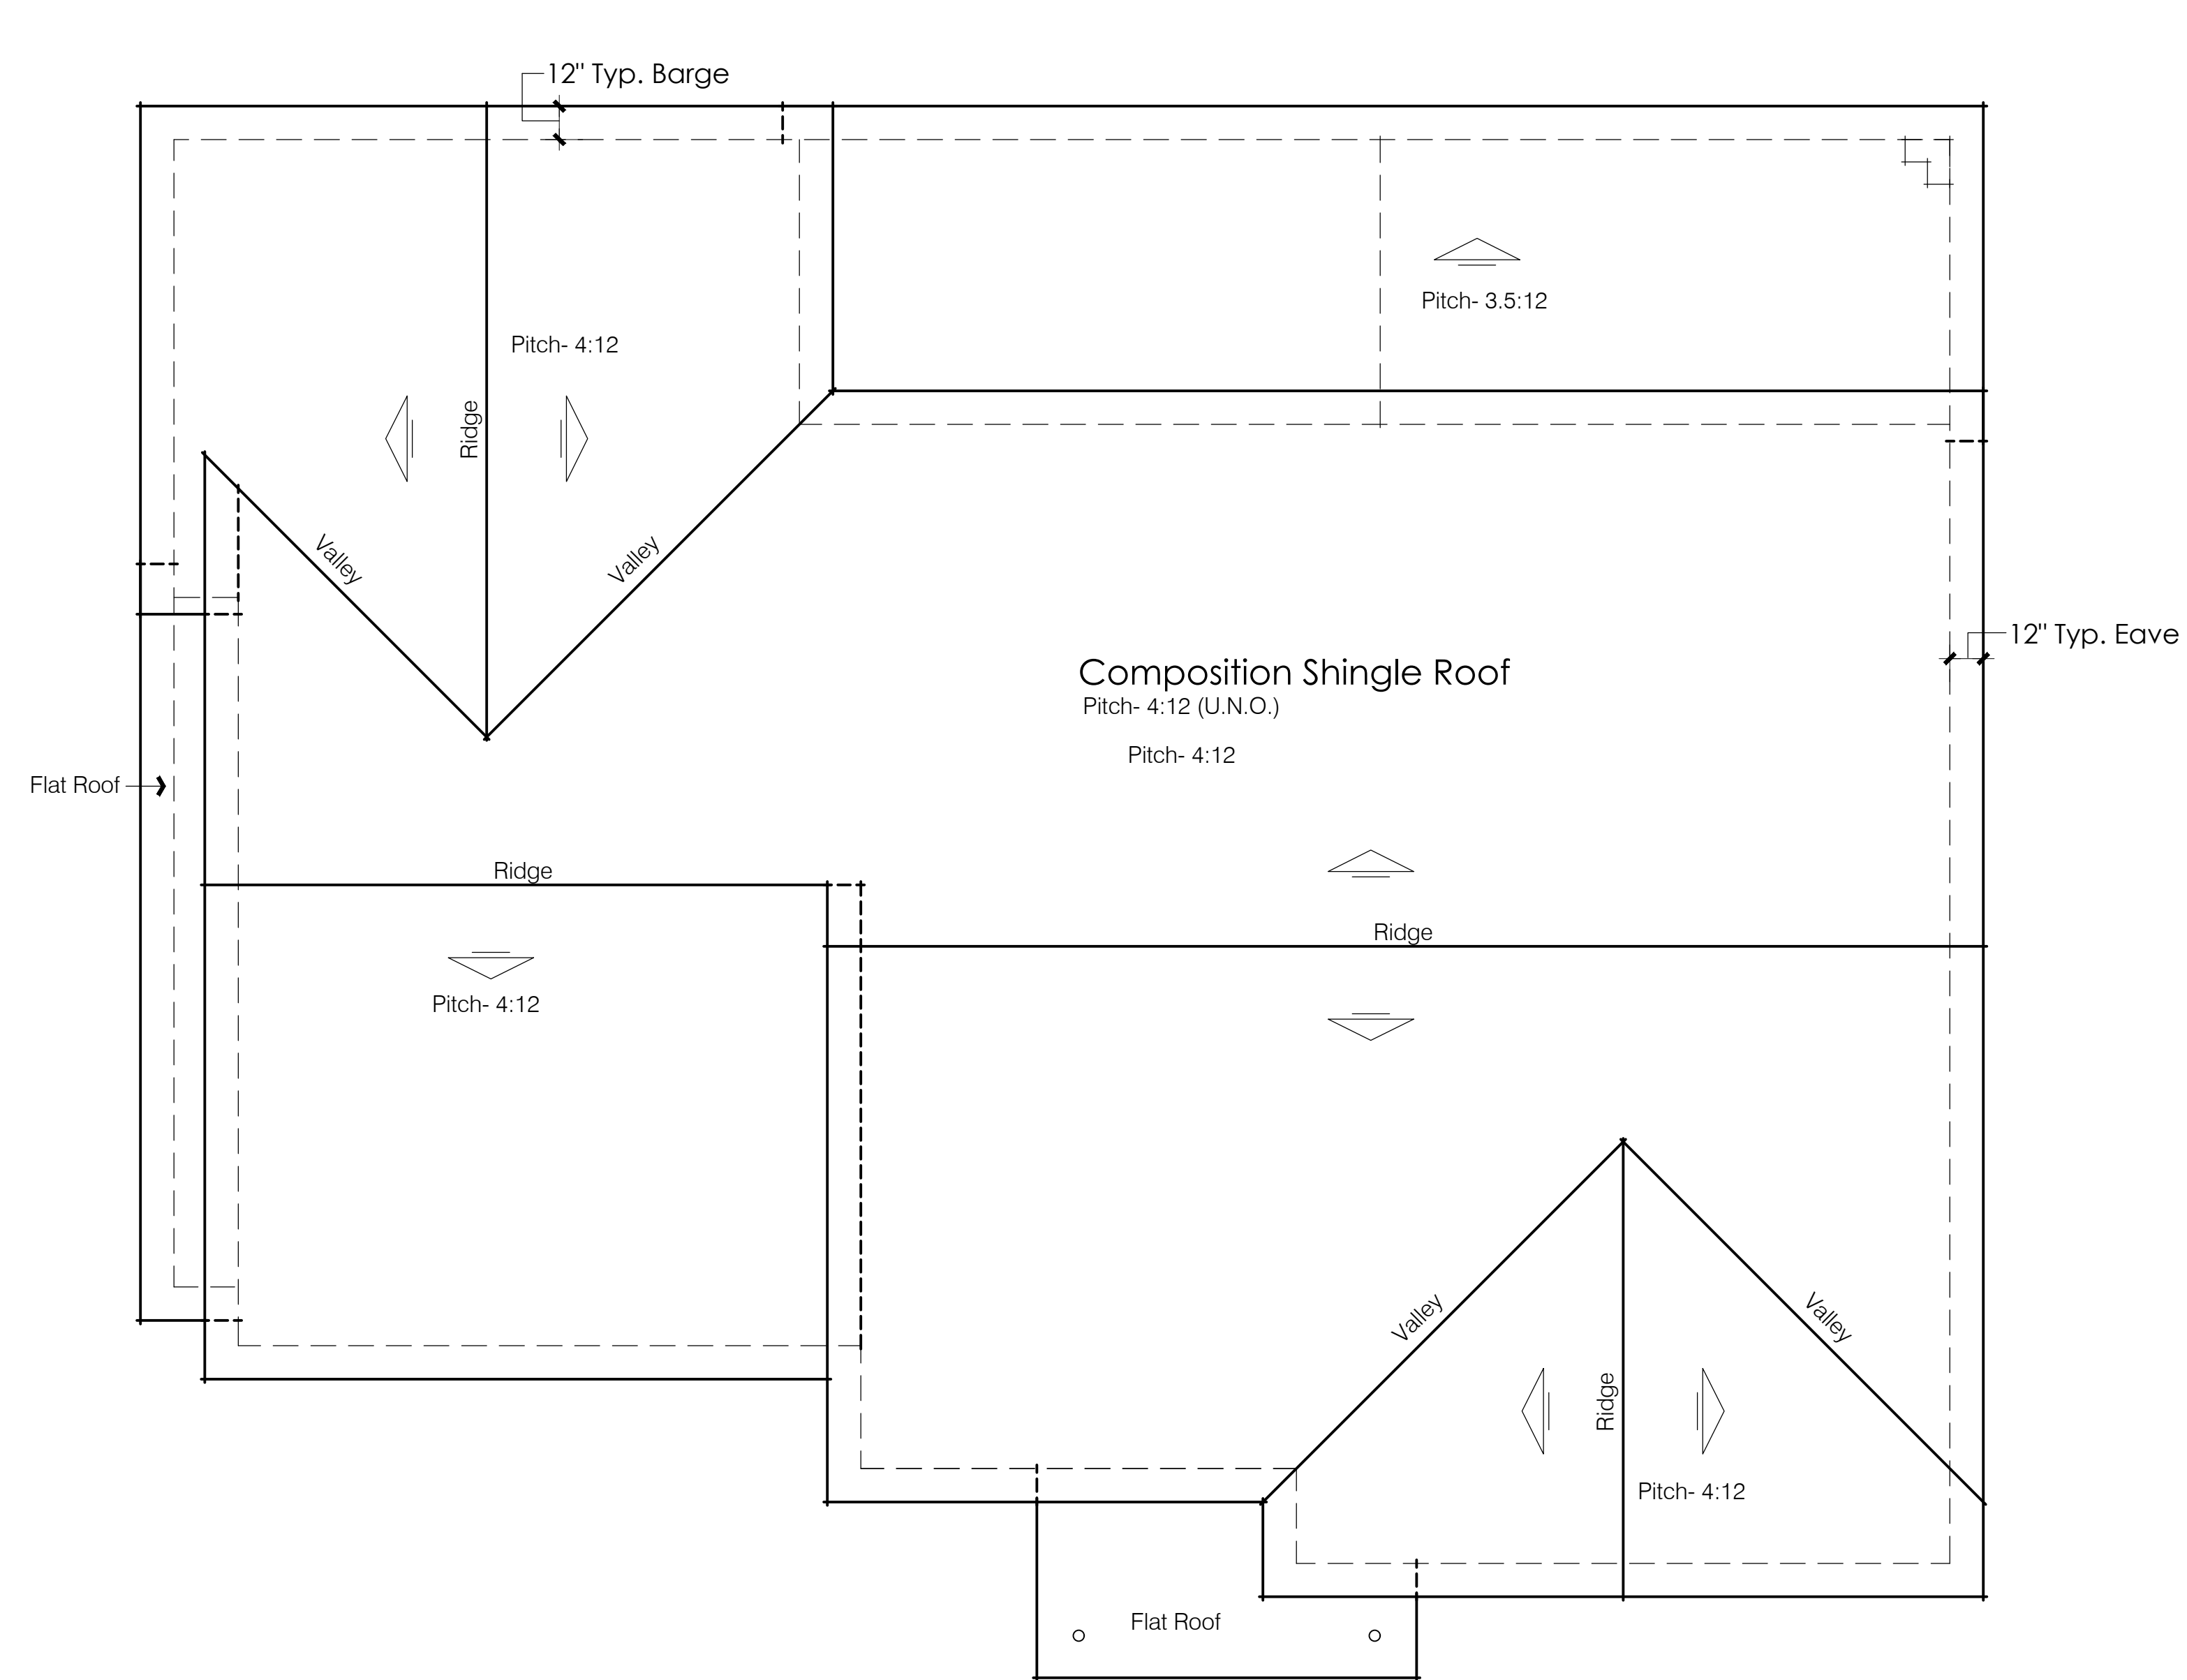 12" Typ. Barge
Pitch- 3.5:12
Pitch- 4:12
Ridge
Valley
Valley
12" Typ. Eave
Composition Shingle Roof
Pitch- 4:12 (U.N.O.)
Pitch- 4:12
Flat Roof
Ridge
Ridge
Pitch- 4:12
Valley
Valley
Ridge
Pitch- 4:12
Flat Roof